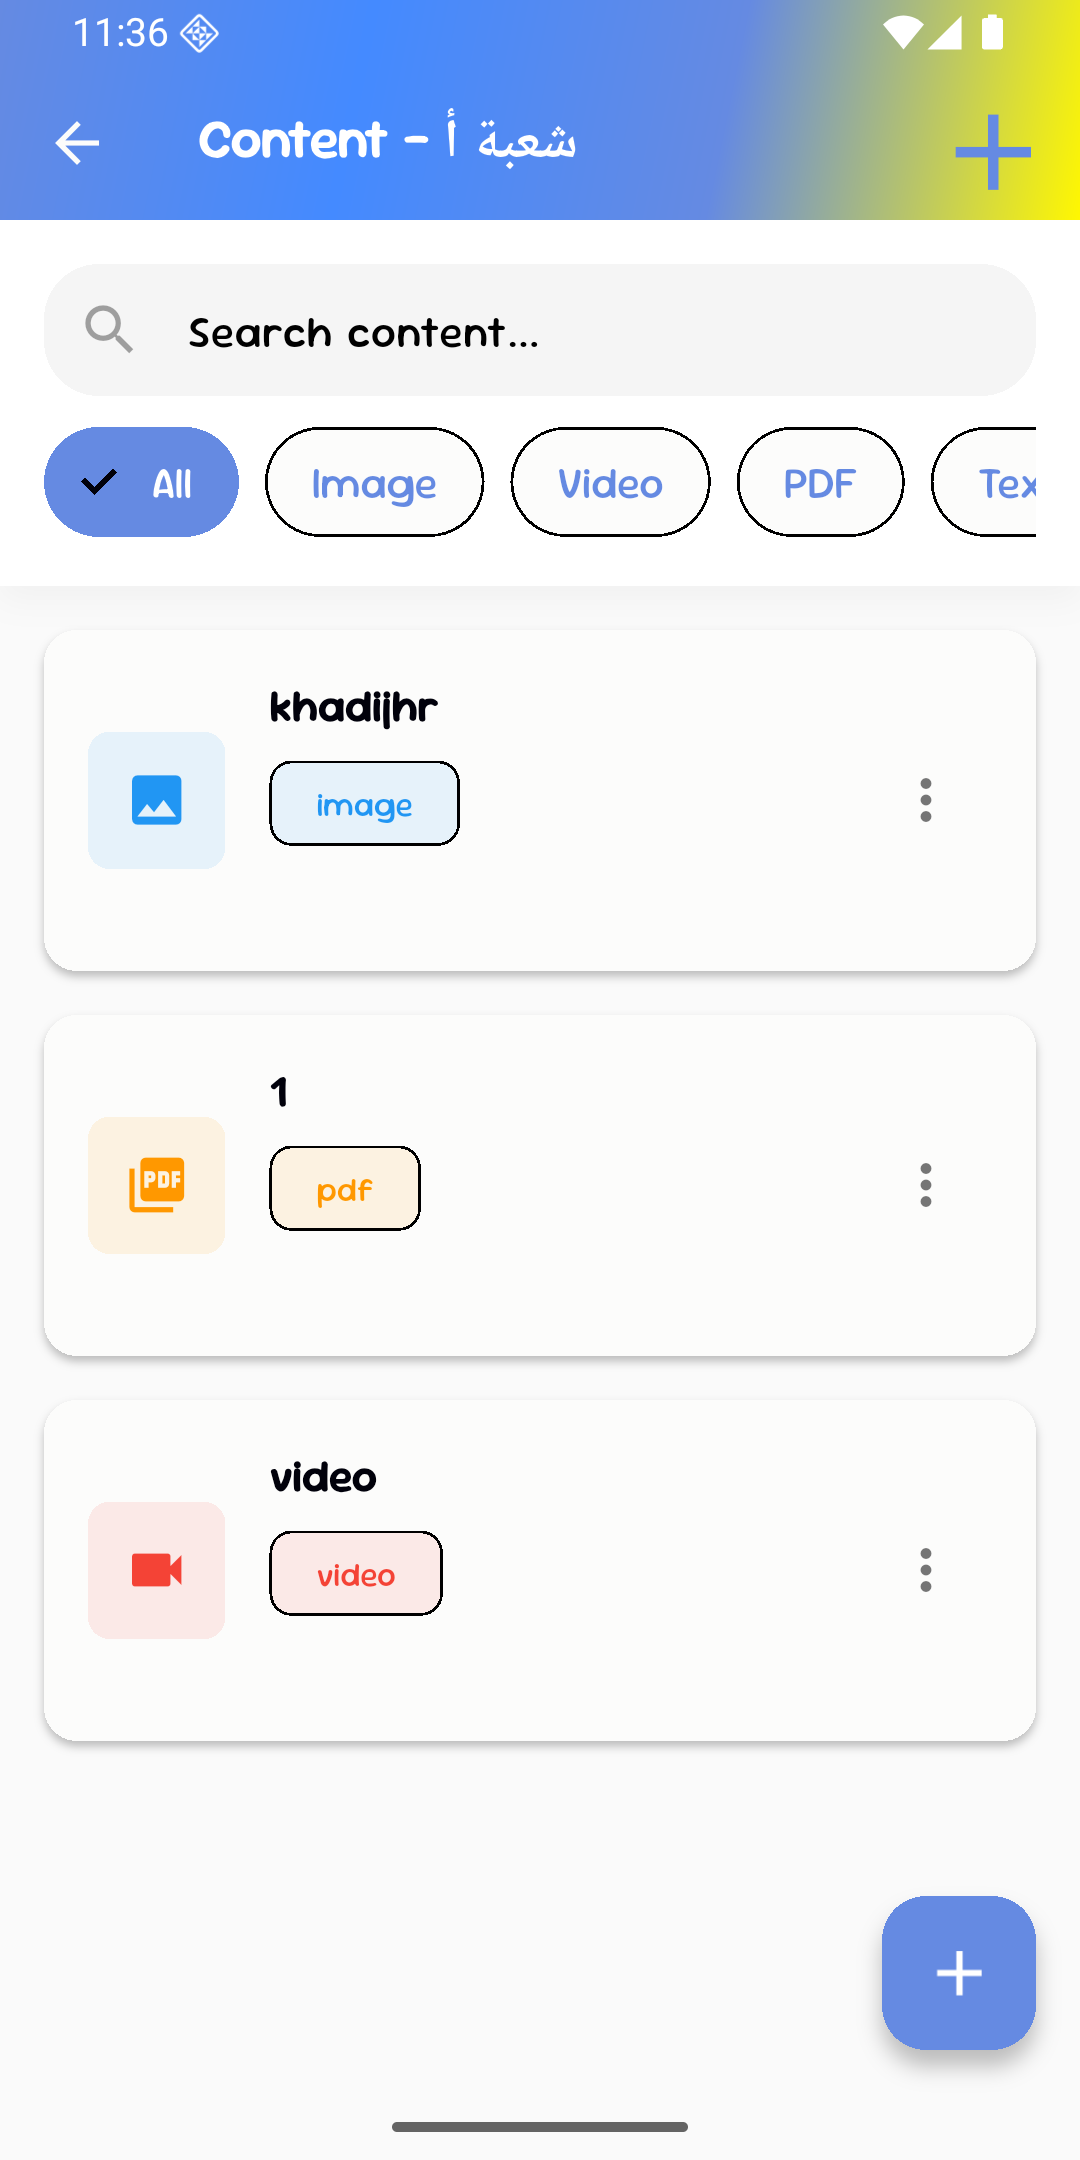 11:36
Content - شعبة أ
Search content...
All Image Video PDF Tex
khadijhr
image
1
PDF
pdf
video
video